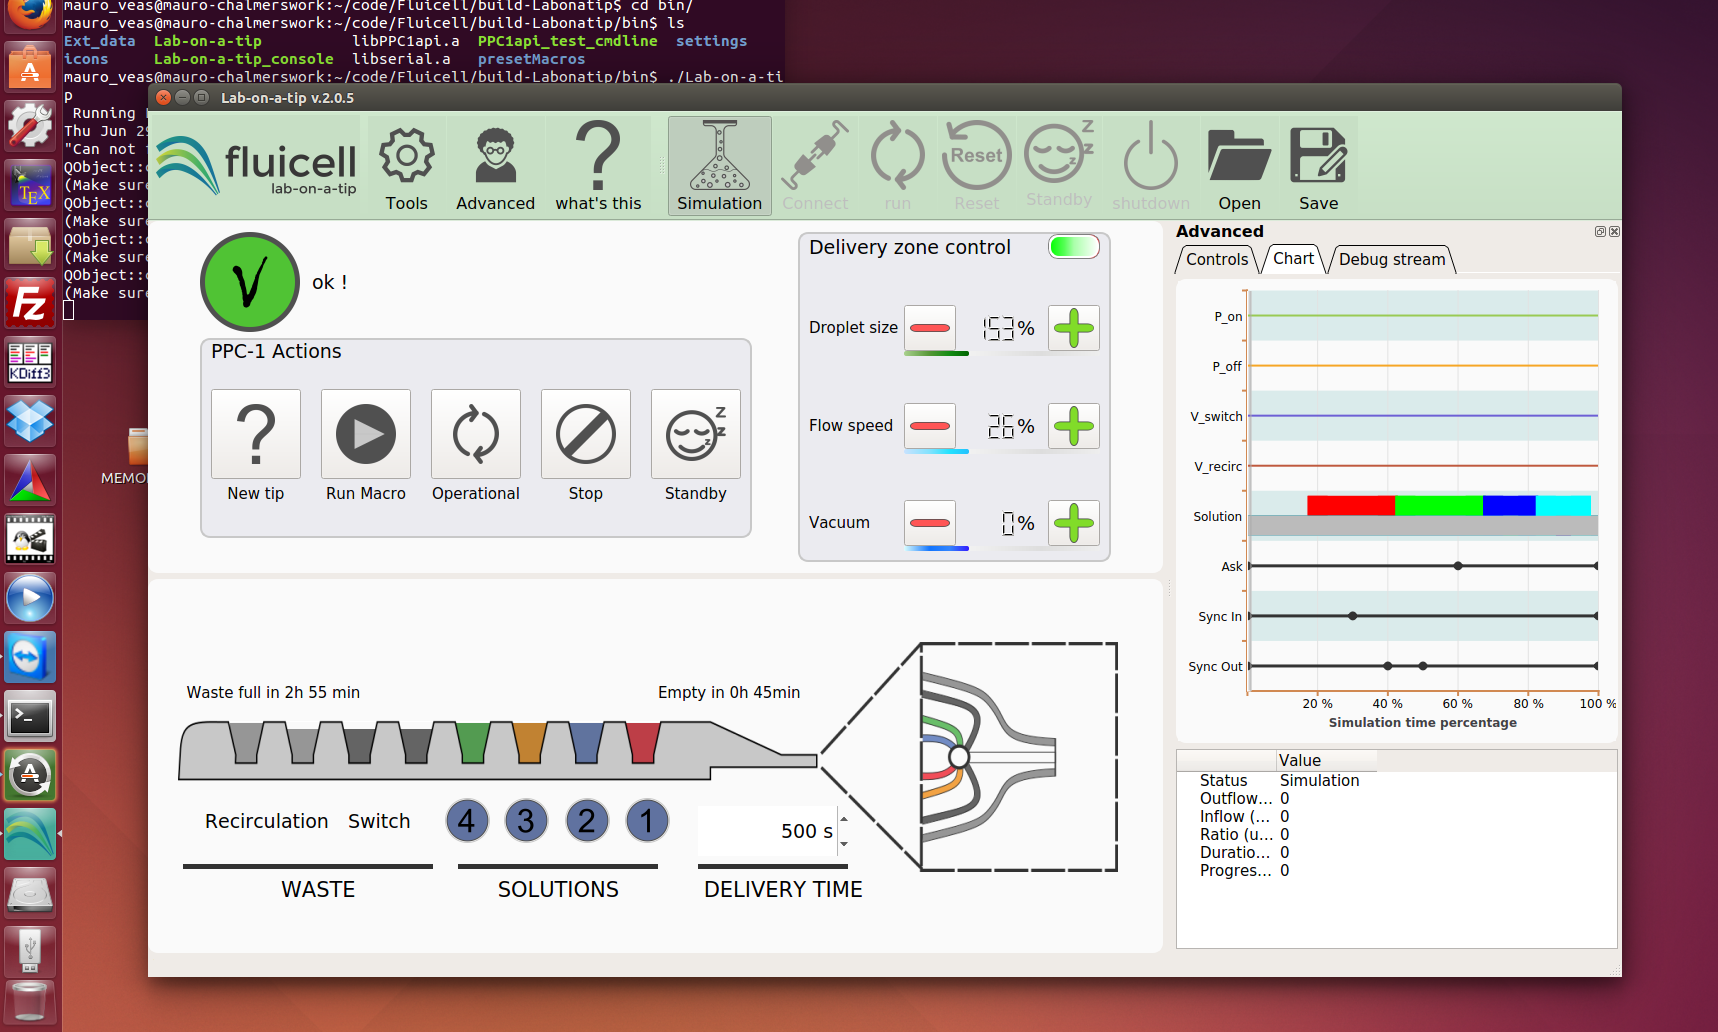 mauro_veas@mauro-chalmerswork:~/code/Fluicell/build-Labonatip$ cd bin/
mauro_veas@mauro-chalmerswork:~/code/Fluicell/build-Labonatip/bin$ ls
Ext_data Lab-on-a-tip libPPC1api.a PPC1api_test_cmdline settings
icons Lab-on-a-tip_console libserial.a presetMacros
mauro_veas@mauro-chalmerswork:~/code/Fluicell/build-Labonatip/bin$ ./Lab-on-a-ti
p
Running
Thu Jun 29
"Can not
QObject::
(Make sure
QObject::
(Make sure
QObject::
(Make sure
QObject::
(Make sure
Lab-on-a-tip v.2.0.5
fluicell
lab-on-a-tip
Tools
Advanced
what's this
Simulation
Connect
run
Reset
Reset
Standby
shutdown
Open
Save
z
z
z
z
TEX
Fz
KDiff3
MEMO
V
ok !
PPC-1 Actions
New tip
Run Macro
Operational
Stop
Standby
Delivery zone control
Droplet size 153%
Flow speed 26%
Vacuum 0%
Waste full in 2h 55 min
Empty in 0h 45min
Recirculation Switch 4 3 2 1 500 s
WASTE
SOLUTIONS
DELIVERY TIME
Advanced
Controls Chart Debug stream
P_on
P_off
V_switch
V_recirc
Solution
Ask
Sync In
Sync Out
20 % 40 % 60 % 80 % 100 %
Simulation time percentage
Value
Status Simulation
Outflow... 0
Inflow (... 0
Ratio (u... 0
Duratio... 0
Progres... 0